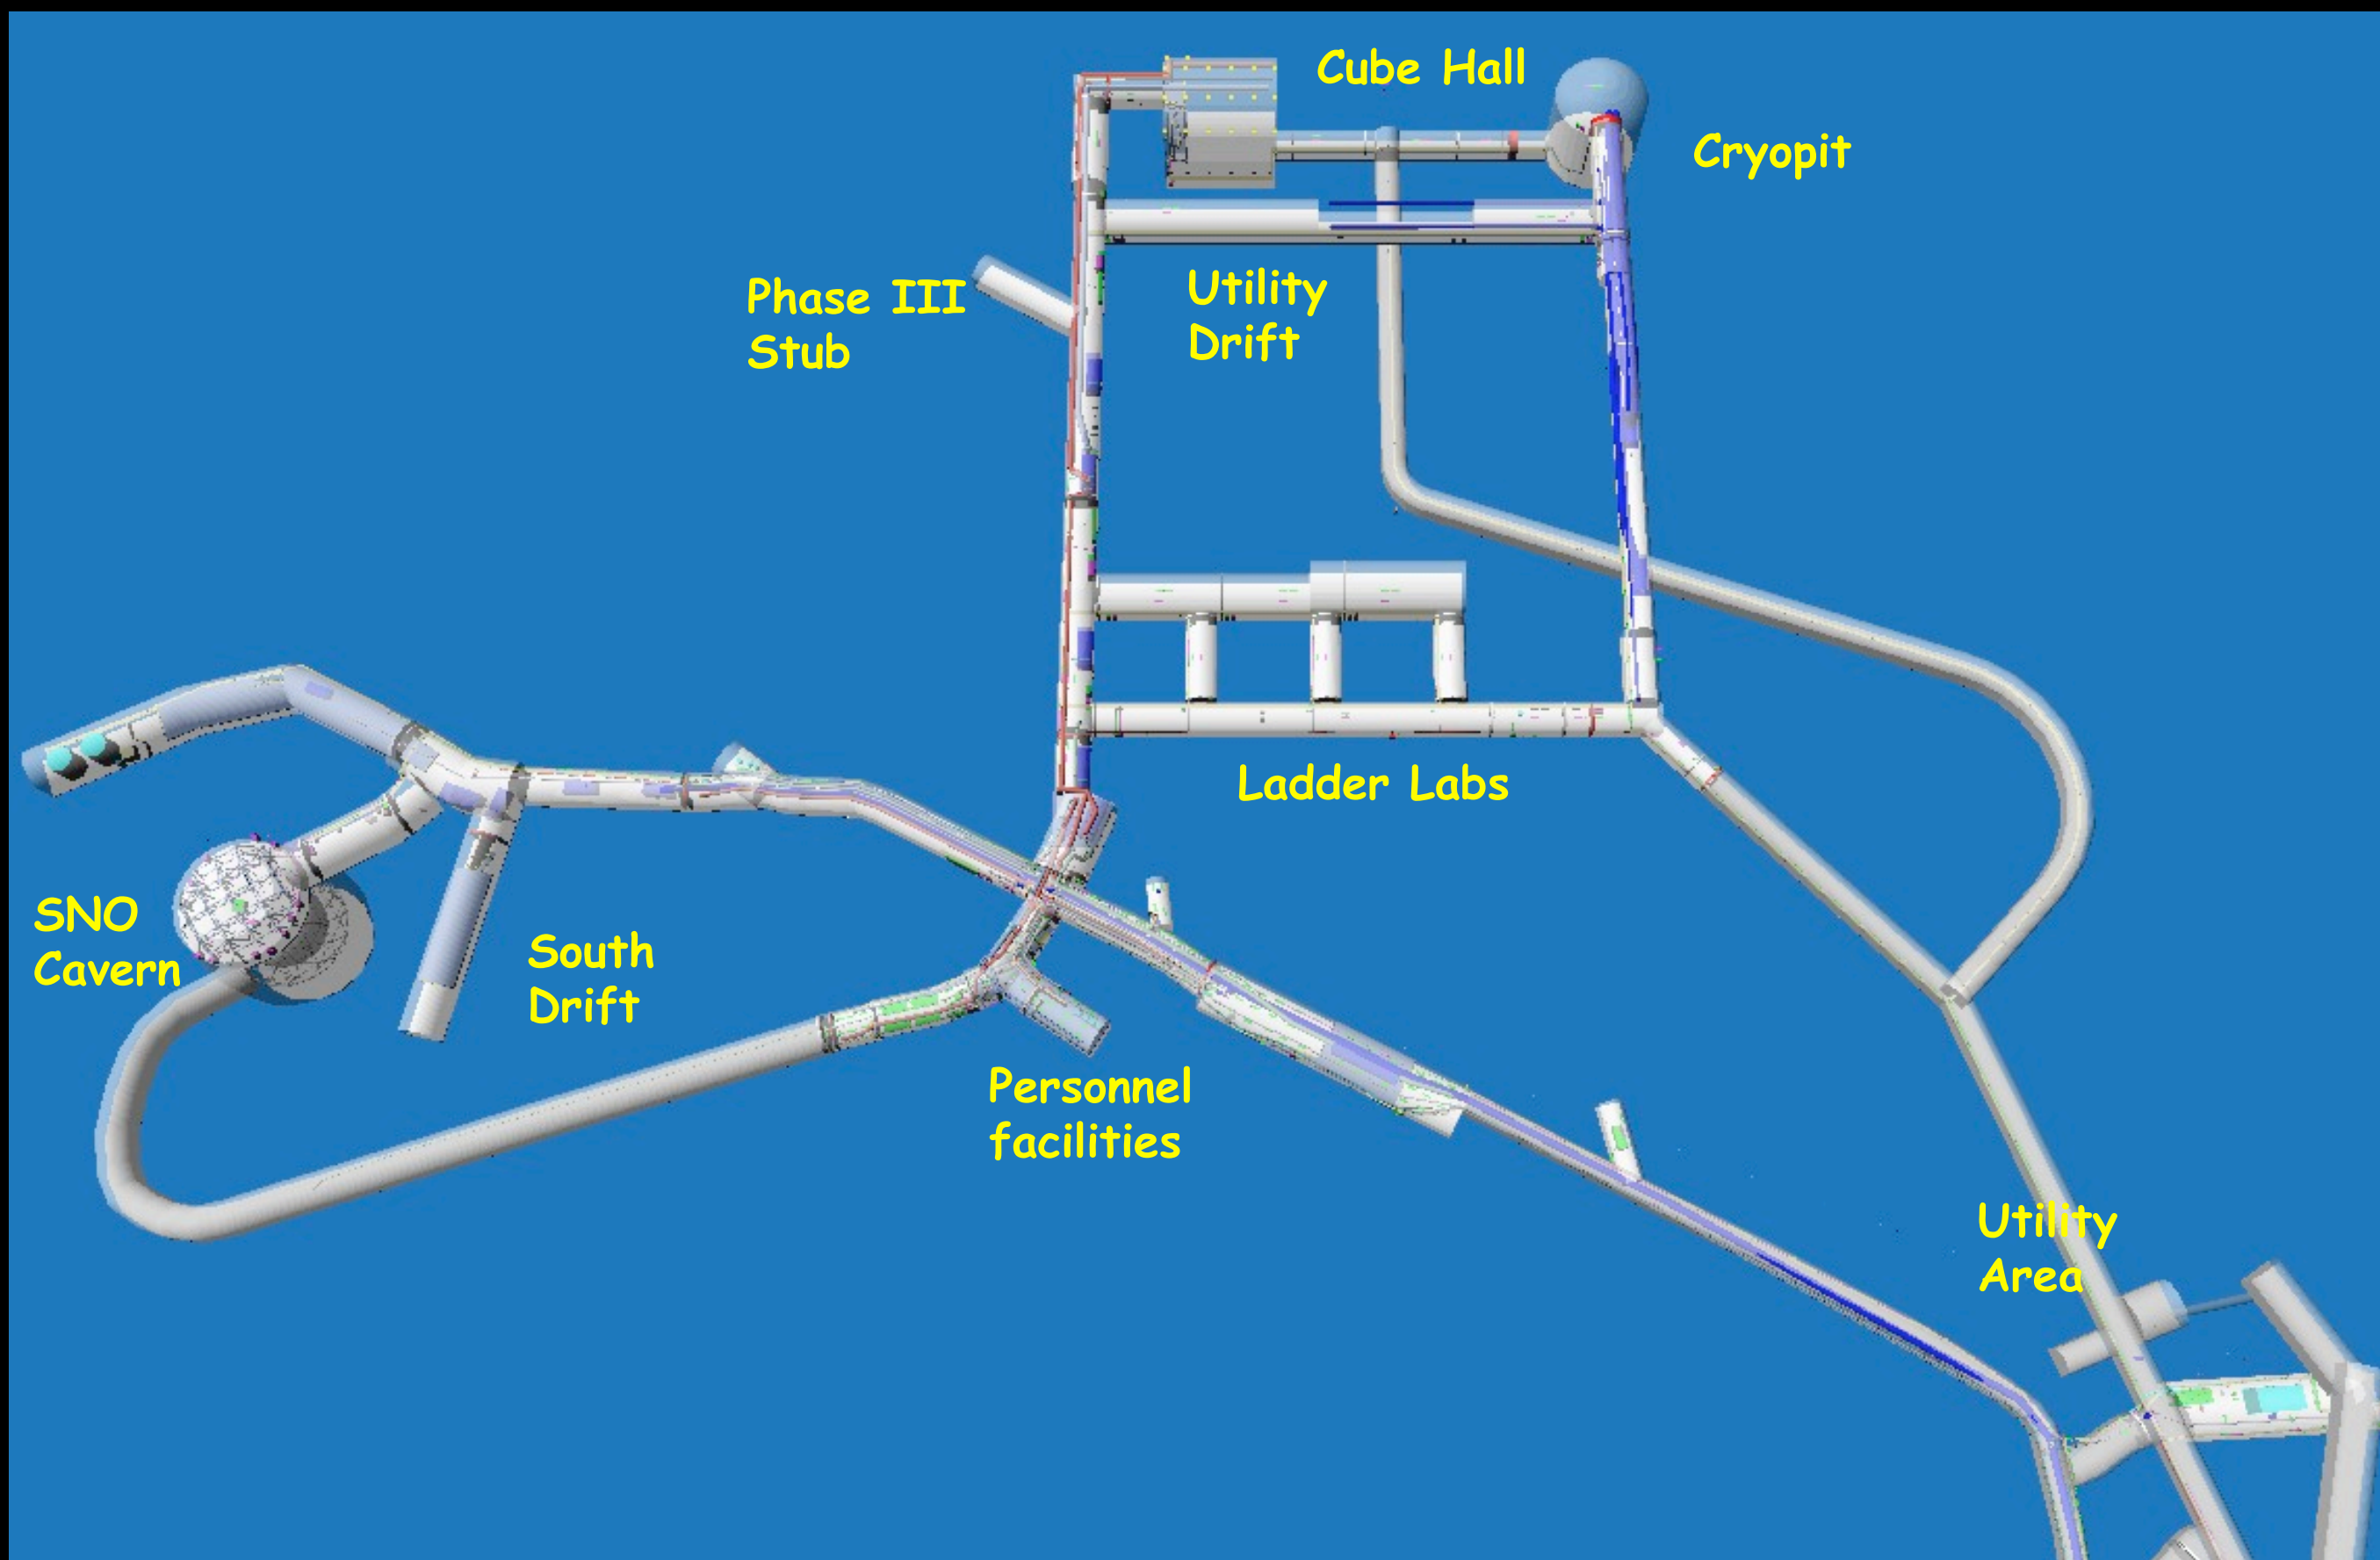 Cube Hall
Cryopit
Phase III
Stub
Utility
Drift
Ladder Labs
SNO
Cavern
South
Drift
Personnel
facilities
Utility
Area